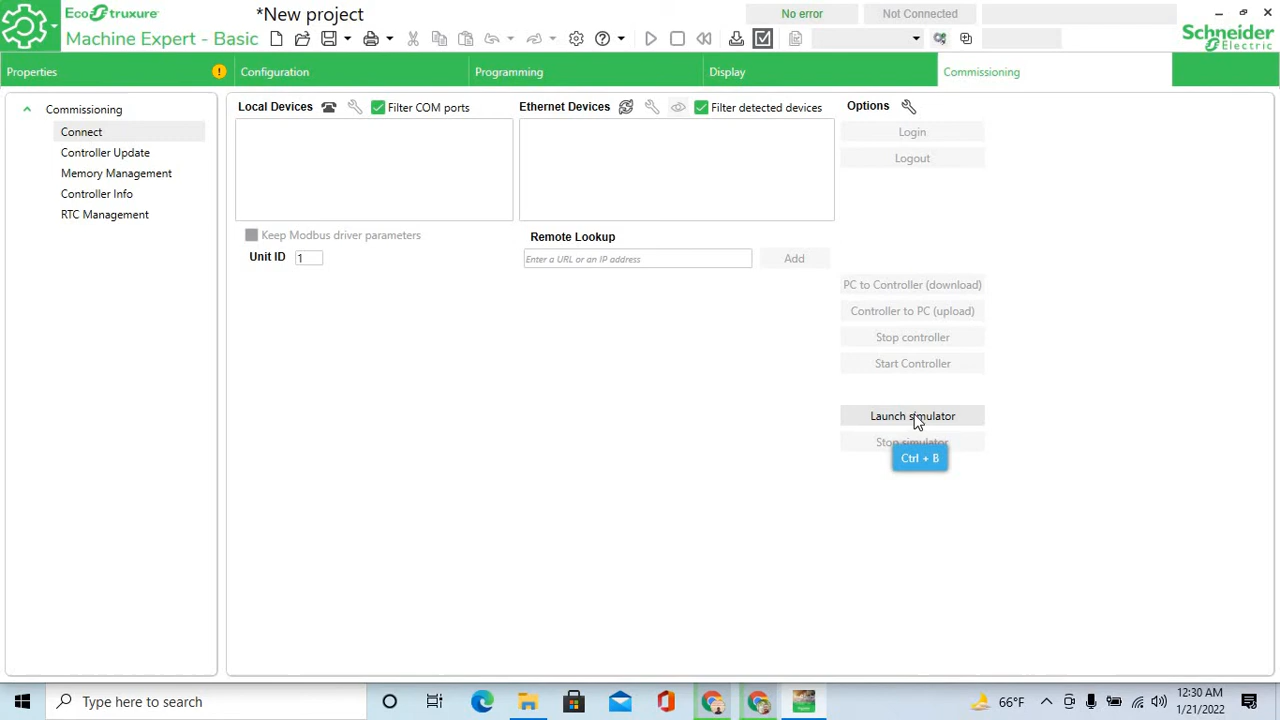 EcoStruxure
Machine Expert - Basic
*New project
No error
Not Connected
Schneider
Electric
Properties
!
Configuration
Programming
Display
Commissioning
Commissioning
Connect
Controller Update
Memory Management
Controller Info
RTC Management
Local Devices
Filter COM ports
Ethernet Devices
Filter detected devices
Options
Login
Logout
Keep Modbus driver parameters
Unit ID 1
Remote Lookup
Enter a URL or an IP address
Add
PC to Controller (download)
Controller to PC (upload)
Stop controller
Start Controller
Launch simulator
Stop simulator
Ctrl + B
Type here to search
66°F
12:30 AM
1/21/2022